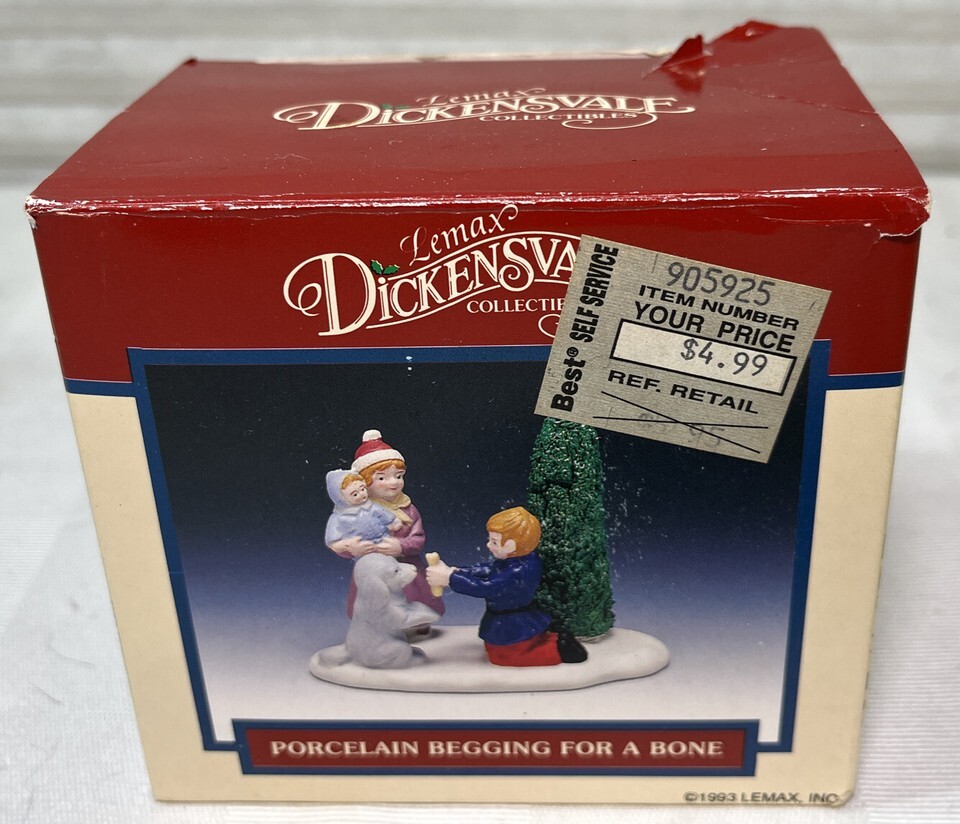 Lemax
DICKENSVALE
COLLECTIBLES
Lemax
DICKENSVA
COLLECTIB
Best® SELF SERVICE
905925
ITEM NUMBER
YOUR PRICE
$4.99
REF. RETAIL
PORCELAIN BEGGING FOR A BONE
©1993 LEMAX, INC